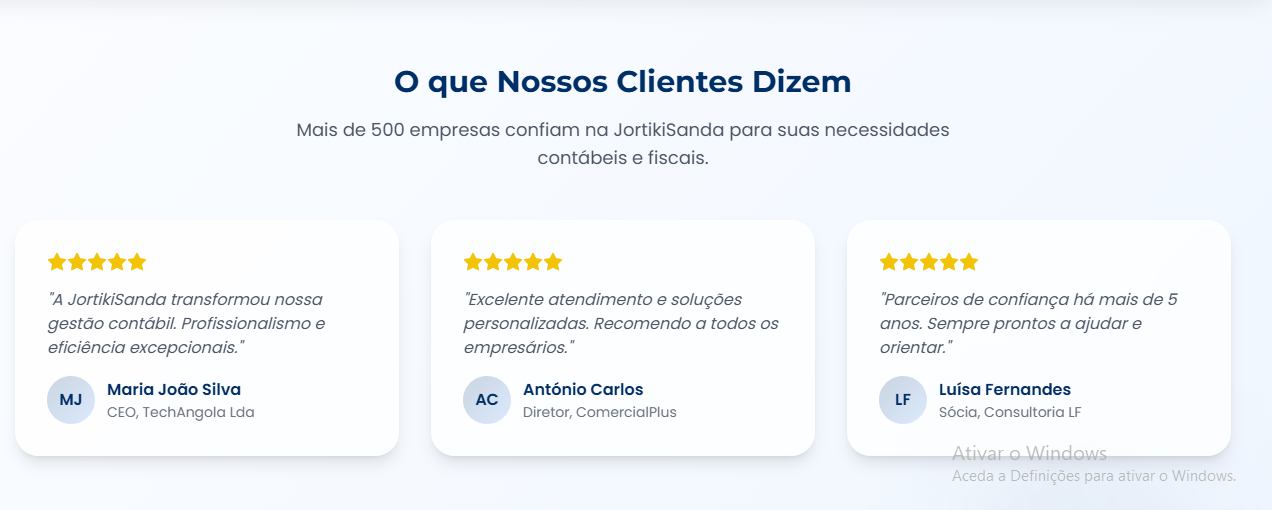 O que Nossos Clientes Dizem
Mais de 500 empresas confiam na JortikiSanda para suas necessidades
contábeis e fiscais.
"A JortikiSanda transformou nossa
gestão contábil. Profissionalismo e
eficiência excepcionais."
MJ
Maria João Silva
CEO, TechAngola Lda
"Excelente atendimento e soluções
personalizadas. Recomendo a todos os
empresários."
AC
António Carlos
Diretor, ComercialPlus
"Parceiros de confiança há mais de 5
anos. Sempre prontos a ajudar e
orientar."
LF
Luísa Fernandes
Sócia, Consultoria LF
Ativar o Windows
Aceda a Definições para ativar o Windows.